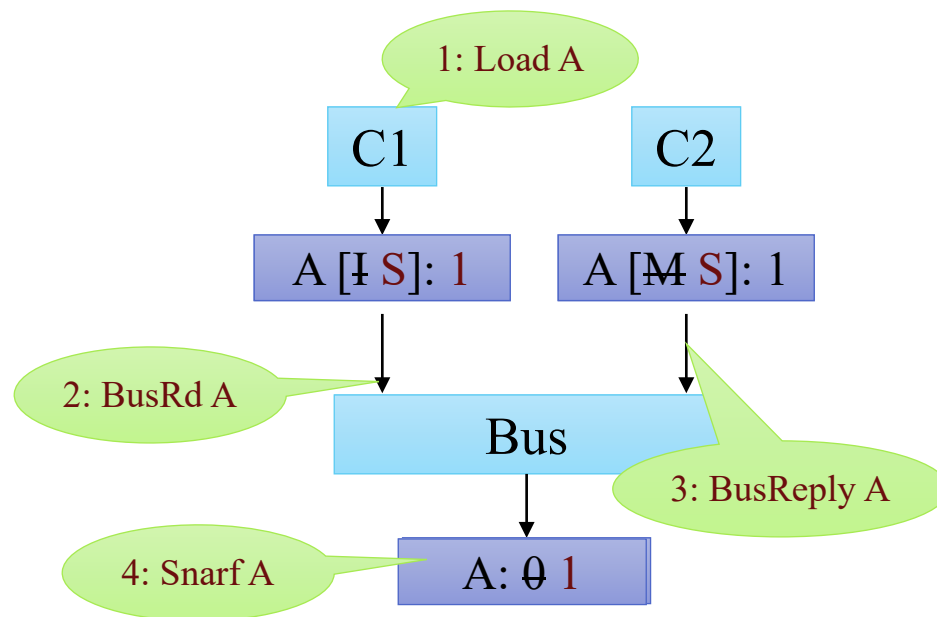 1: Load A
C1
C2
A [I S]: 1
A [M S]: 1
2: BusRd A
Bus
3: BusReply A
4: Snarf A
A: 0 1